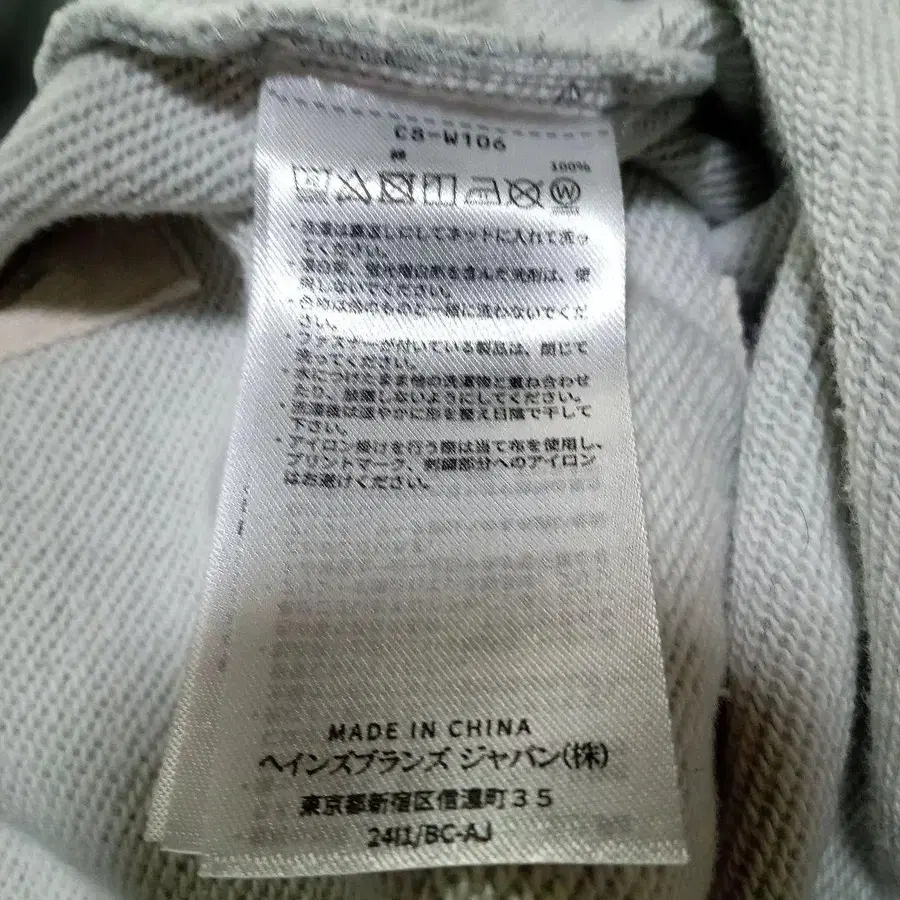 C8-W106
綿 100%
W
・洗濯は裏返しにしてネットに入れて洗っ
てください。
・漂白剤、蛍光増白剤を含んだ洗剤は、使
用しないでください。
・色物は他のものと一緒に洗わないでくだ
さい。
・ファスナーが付いている製品は、閉じて
洗ってください。
・水につけたまま他の洗濯物と重ね合わせ
たり、放置しないようにしてください。
・洗濯後は速やかに形を整え日陰で干して
下さい。
・アイロン掛けを行う際は当て布を使用し、
プリントマーク、刺繍部分へのアイロン
はお避けください。
MADE IN CHINA
ヘインズブランズ ジャパン(株)
東京都新宿区信濃町35
24I1/BC-AJ